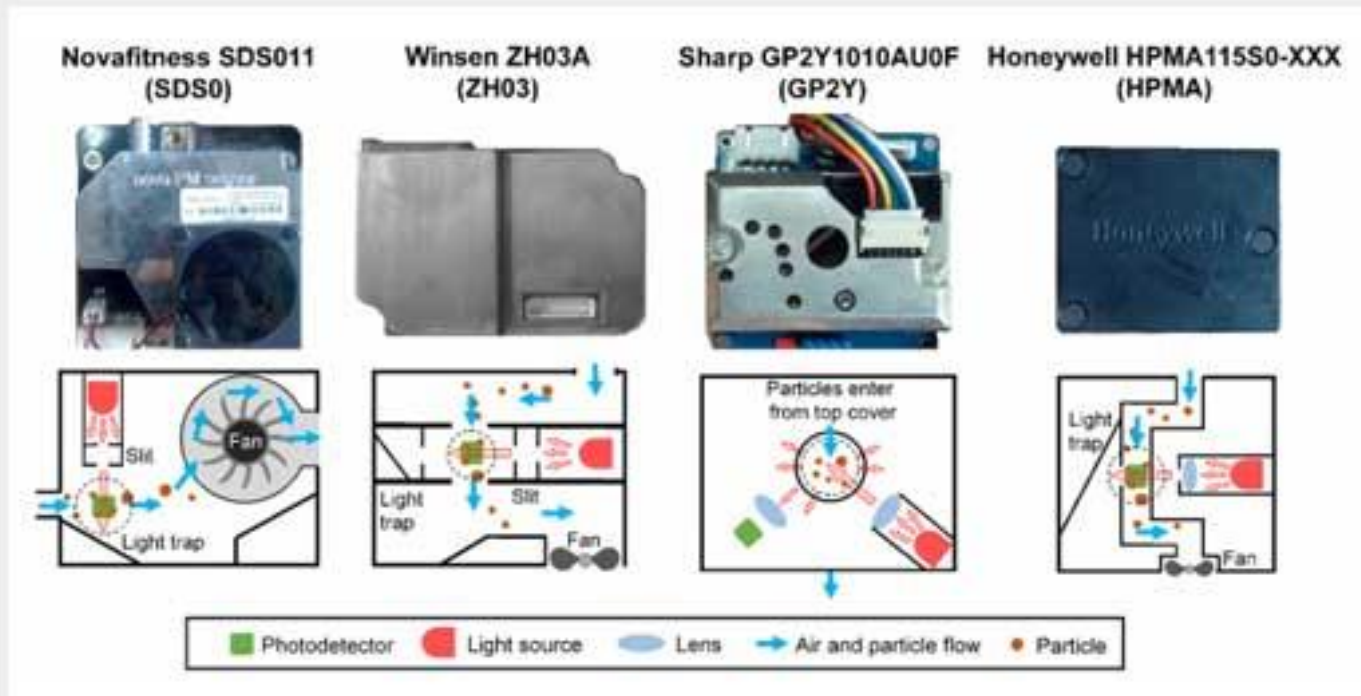 Novafitness SDS011
(SDS0)
Winsen ZH03A
(ZH03)
Sharp GP2Y1010AU0F
(GP2Y)
Honeywell HPMA115S0-XXX
(HPMA)
Honeywell
Slit
Fan
Light trap
Light
trap
Slit
Fan
Particles enter
from top cover
Light
trap
Fan
Photodetector
Light source
Lens
Air and particle flow
Particle